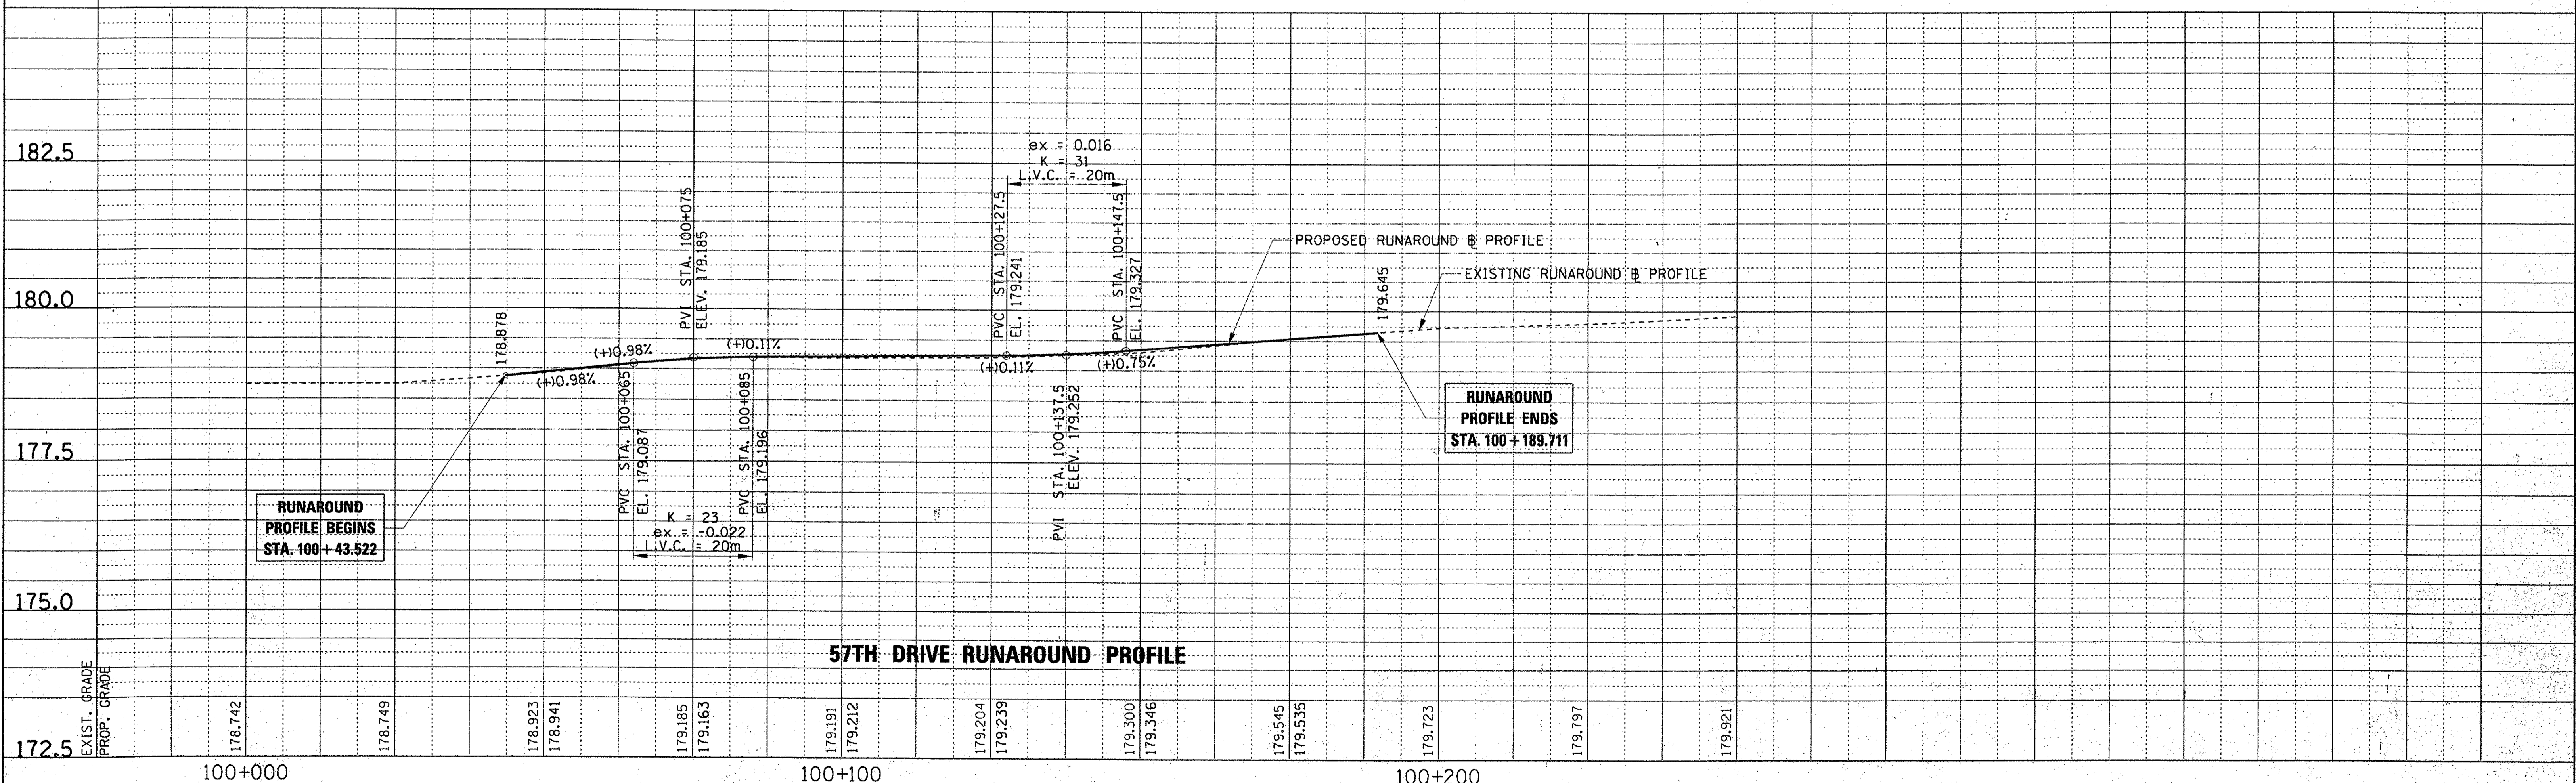 182.5
180.0
177.5
175.0
172.5
ex = 0.016
K = 31
L.V.C. = 20m
PVI STA. 100+075
ELEV. 179.185
PVC STA. 100+127.5
EL. 179.241
PVC STA. 100+147.5
EL. 179.327
PROPOSED RUNAROUND ℄ PROFILE
EXISTING RUNAROUND ℄ PROFILE
178.878
179.645
(+)0.98%
(+)0.98%
(+)0.11%
(+)0.11%
(+)0.75%
PVC STA. 100+065
EL. 179.087
PVC STA. 100+085
EL. 179.196
PVI STA. 100+137.5
ELEV. 179.252
RUNAROUND
PROFILE ENDS
STA. 100+189.711
RUNAROUND
PROFILE BEGINS
STA. 100+43.522
K = 23
ex = -0.022
L.V.C. = 20m
57TH DRIVE RUNAROUND PROFILE
EXIST. GRADE
PROP. GRADE
178.742
178.749
178.923
178.941
179.185
179.163
179.191
179.212
179.204
179.239
179.300
179.346
179.545
179.535
179.723
179.797
179.921
100+000
100+100
100+200